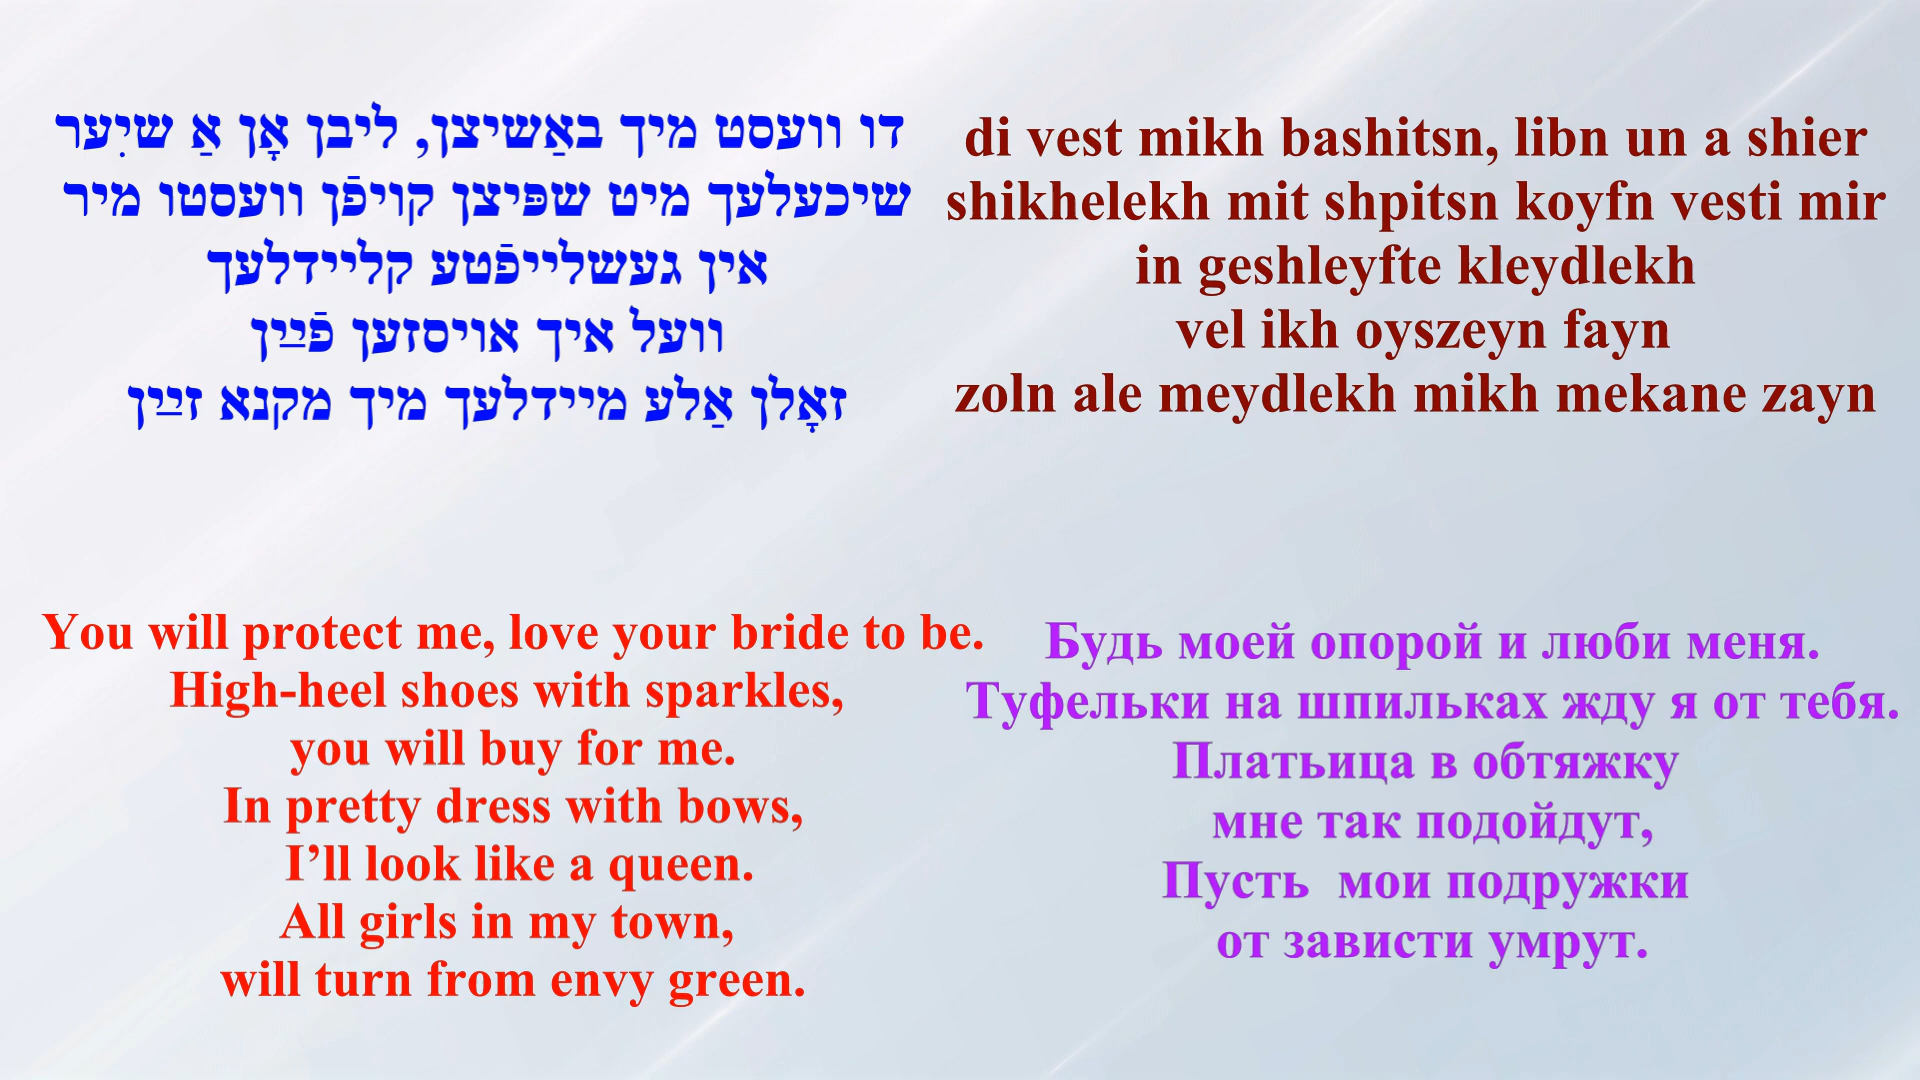 דו וועסט מיך באַשיצן, ליבן אָן אַ שיִער
שיכעלעך מיט שפּיצן קויפֿן וועסטו מיר
אין געשלייפֿטע קליידלעך
וועל איך אויסזען פֿײַן
זאָלן אַלע מיידלעך מיך מקנא זײַן
di vest mikh bashitsn, libn un a shier
shikhelekh mit shpitsn koyfn vesti mir
in geshleyfte kleydlekh
vel ikh oyszeyn fayn
zoln ale meydlekh mikh mekane zayn
You will protect me, love your bride to be.
High-heel shoes with sparkles,
you will buy for me.
In pretty dress with bows,
I’ll look like a queen.
All girls in my town,
will turn from envy green.
Будь моей опорой и люби меня.
Туфельки на шпильках жду я от тебя.
Платьица в обтяжку
мне так подойдут,
Пусть  мои подружки
от зависти умрут.